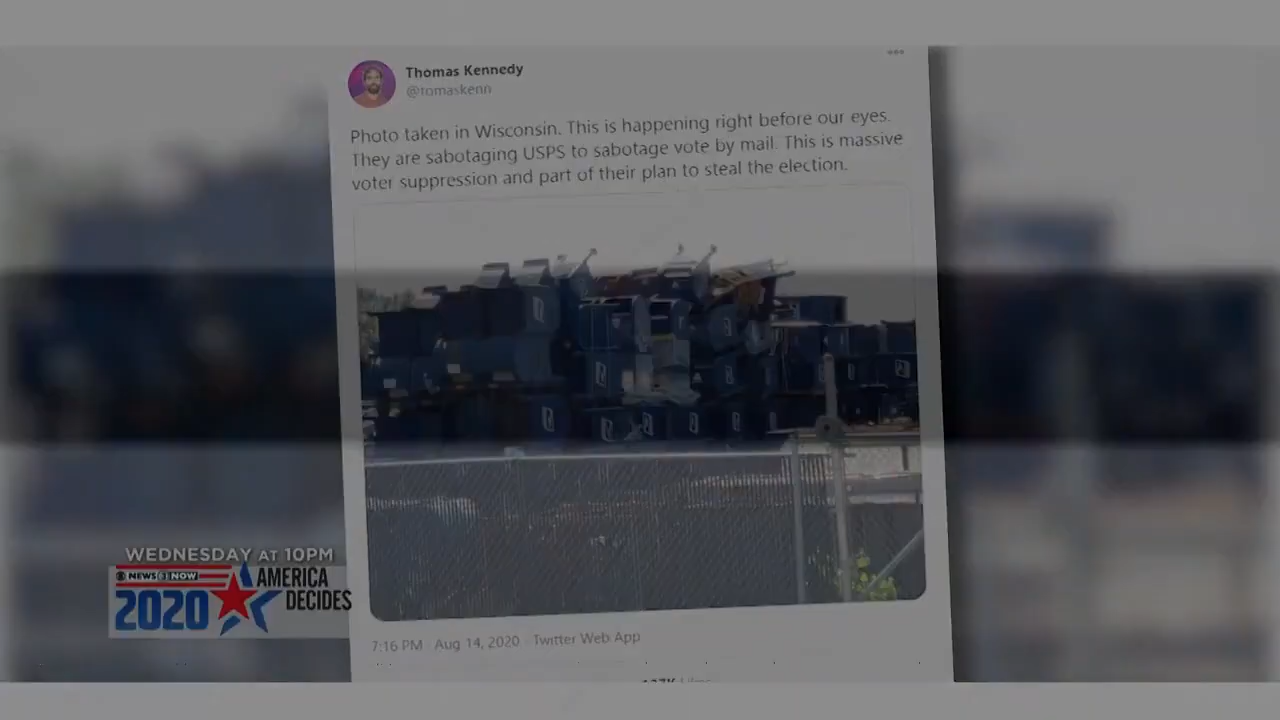 Thomas Kennedy
@tomaskenn
Photo taken in Wisconsin. This is happening right before our eyes.
They are sabotaging USPS to sabotage vote by mail. This is massive
voter suppression and part of their plan to steal the election.
7:16 PM · Aug 14, 2020 · Twitter Web App
WEDNESDAY AT 10PM
NEWS 3 NOW
AMERICA
2020
DECIDES